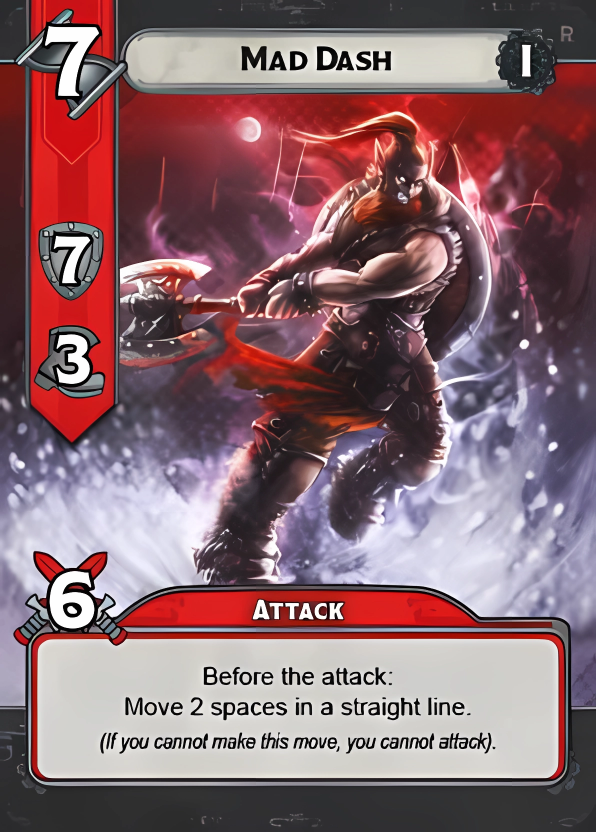 7
MAD DASH
I
R
7
3
6
ATTACK
Before the attack:
Move 2 spaces in a straight line.
(If you cannot make this move, you cannot attack).